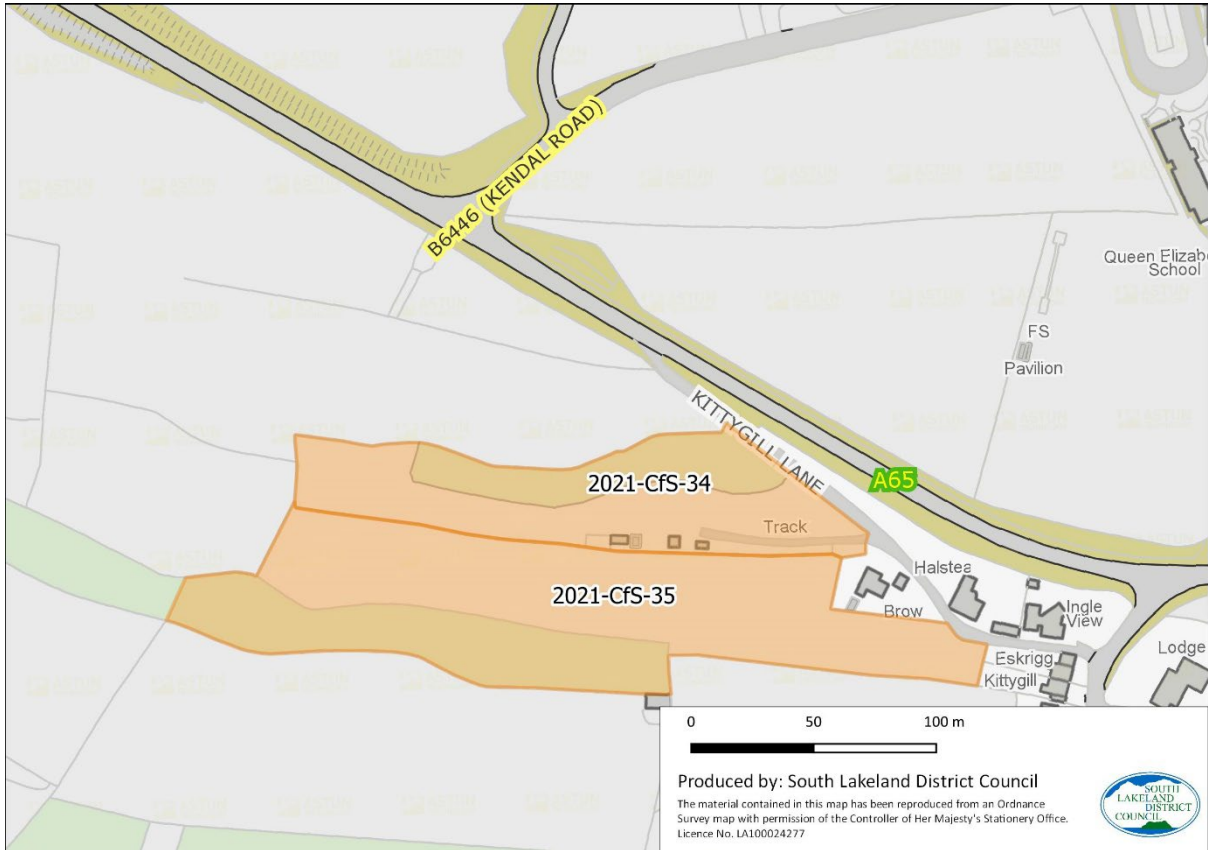 B6446 (KENDAL ROAD)
Queen Elizab
School
FS
Pavilion
KITTYGILL LANE
A65
2021-CfS-34
Track
2021-CfS-35
Halstea
Brow
Ingle
View
Eskrigg
Lodge
Kittygill
0 50 100 m
Produced by: South Lakeland District Council
The material contained in this map has been reproduced from an Ordnance
Survey map with permission of the Controller of Her Majesty's Stationery Office.
Licence No. LA100024277
SOUTH
LAKELAND
DISTRICT
COUNCIL